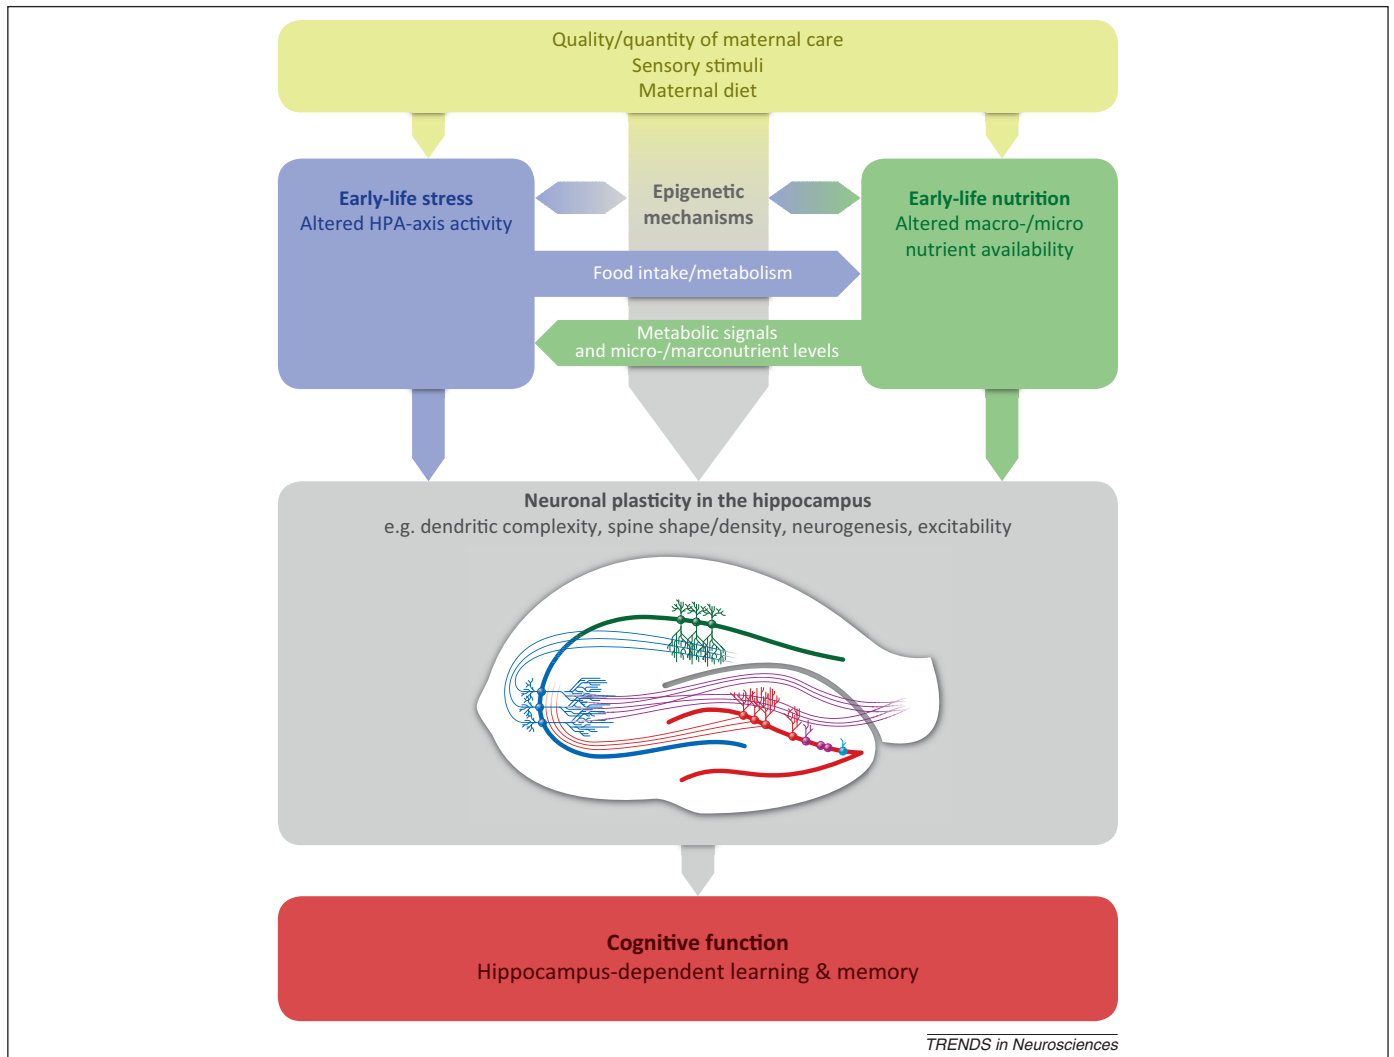 Quality/quantity of maternal care
Sensory stimuli
Maternal diet
Early-life stress
Altered HPA-axis activity
Epigenetic
mechanisms
Early-life nutrition
Altered macro-/micro
nutrient availability
Food intake/metabolism
Metabolic signals
and micro-/marconutrient levels
Neuronal plasticity in the hippocampus
e.g. dendritic complexity, spine shape/density, neurogenesis, excitability
Cognitive function
Hippocampus-dependent learning & memory
TRENDS in Neurosciences